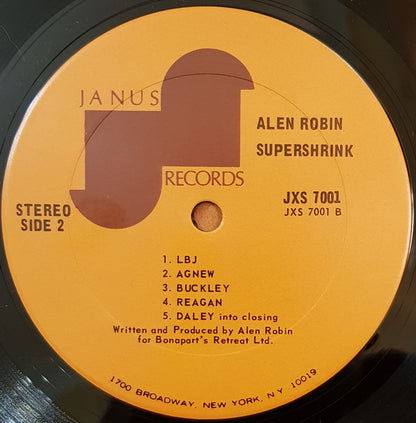 JANUS
RECORDS
ALEN ROBIN
SUPERSHRINK
STEREO
SIDE 2
JXS 7001
JXS 7001 B
1. LBJ
2. AGNEW
3. BUCKLEY
4. REAGAN
5. DALEY into closing
Written and Produced by Alen Robin
for Bonapart's Retreat Ltd.
1700 BROADWAY, NEW YORK, N.Y. 10019